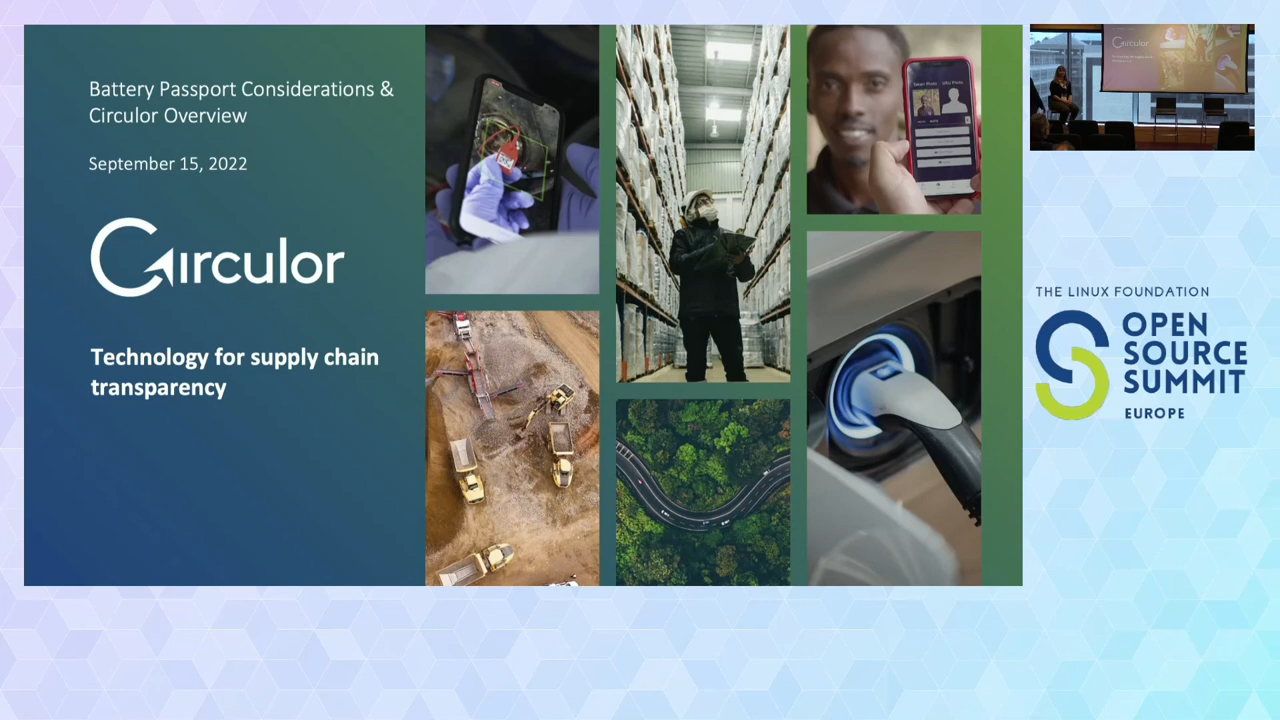 Battery Passport Considerations &
Circulor Overview
September 15, 2022
Circulor
Technology for supply chain
transparency
THE LINUX FOUNDATION
OPEN
SOURCE
SUMMIT
EUROPE
Circulor